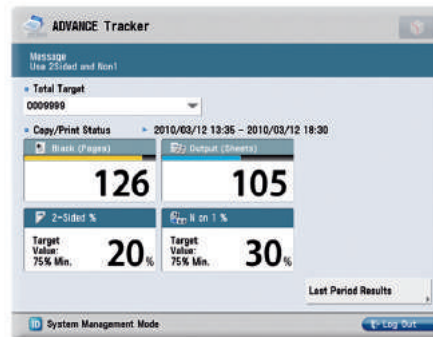 ADVANCE Tracker
Message
Use 2Sided and Non1
Total Target
0009999
Copy/Print Status 2010/03/12 13:35 - 2010/03/12 18:30
Black (Pages) Output (Sheets)
126 105
2-Sided % N on 1 %
Target Value: 75% Min. 20% Target Value: 75% Min. 30%
Last Period Results
ID System Management Mode Log Out